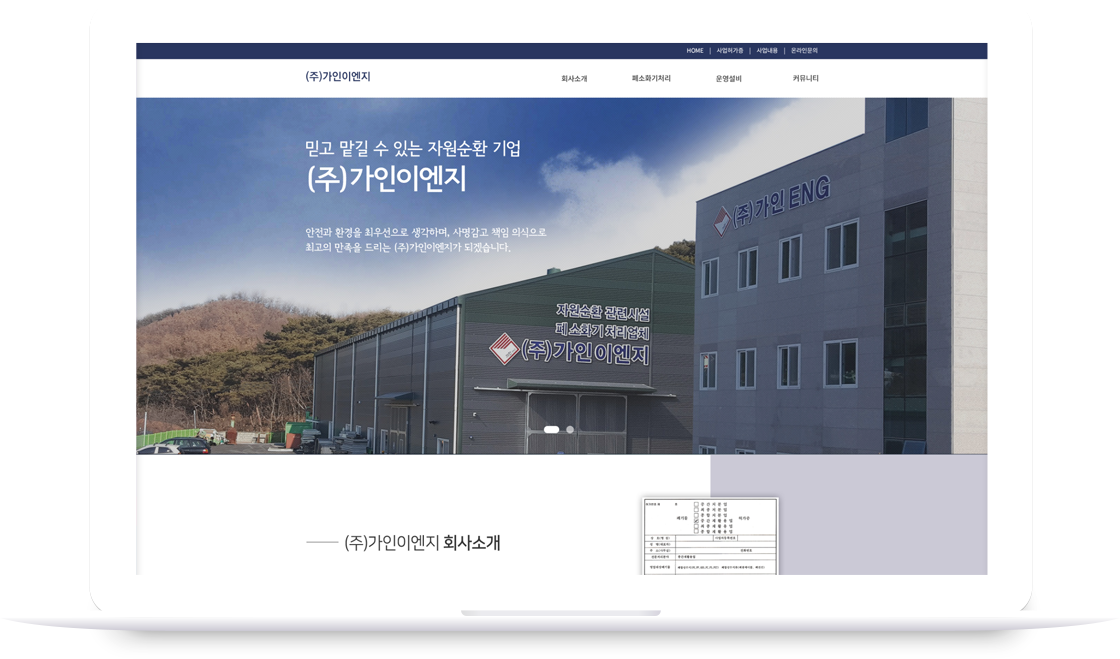 HOME | 사업허가증 | 사업내용 | 온라인문의
(주)가인이엔지
회사소개 폐소화기처리 운영설비 커뮤니티
믿고 맡길 수 있는 자원순환 기업
(주)가인이엔지
안전과 환경을 최우선으로 생각하며, 사명감고 책임 의식으로
최고의 만족을 드리는 (주)가인이엔지가 되겠습니다.
(주)가인 ENG
자원순환 관련시설
폐.소화기 처리업체
(주)가인이엔지
(주)가인이엔지 회사소개